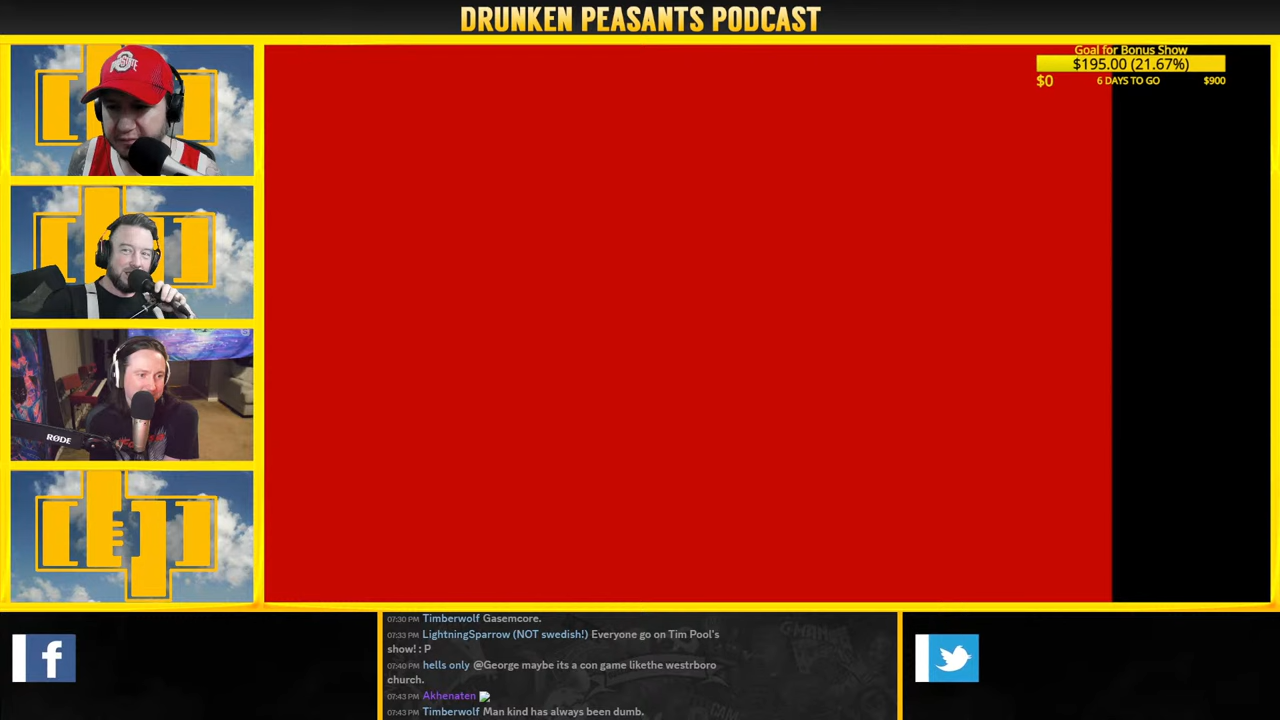 DRUNKEN PEASANTS PODCAST
Goal for Bonus Show
$195.00 (21.67%)
$0 6 DAYS TO GO $900
STATE
RØDE
07:30 PM Timberwolf Gasemcore.
07:33 PM LightningSparrow (NOT swedish!) Everyone go on Tim Pool's
show! : P
07:40 PM hells only @George maybe its a con game likethe westrboro
church.
07:43 PM Akhenaten
07:43 PM Timberwolf Man kind has always been dumb.